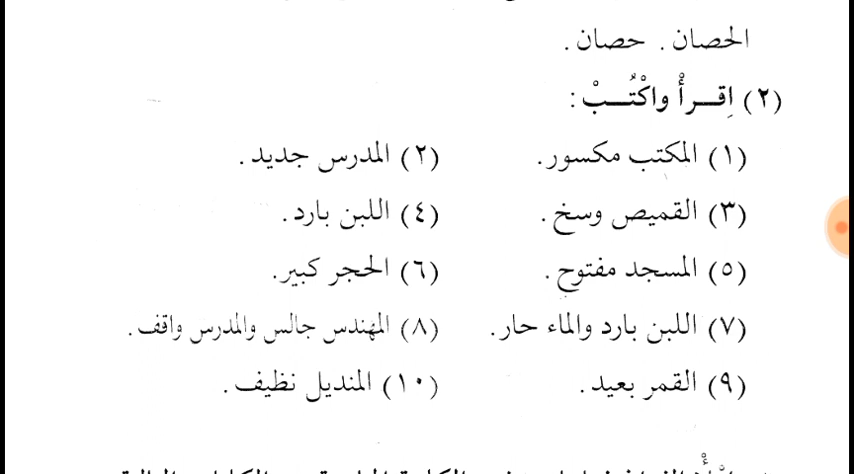 الحصان . حصان .
(٢) اِقـــرأْ واكْتُـــبْ :
(١) المكتب مكسور. (٢) المدرس جديد .
(٣) القميص وسخ . (٤) اللبن بارد .
(٥) المسجد مفتوح . (٦) الحجر كبير.
(٧) اللبن بارد والماء حار. (٨) المهندس جالس والمدرس واقف .
(٩) القمر بعيد . (١٠) المنديل نظيف .